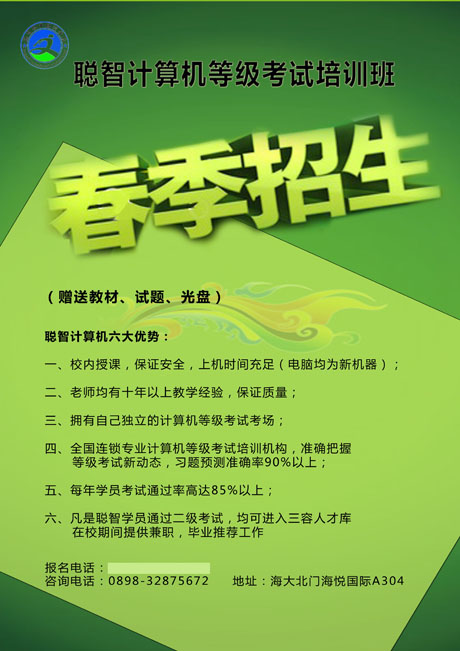 聪智计算机等级考试培训班
春季招生
（赠送教材、试题、光盘）
聪智计算机六大优势：
一、校内授课，保证安全，上机时间充足（电脑均为新机器）；
二、老师均有十年以上教学经验，保证质量；
三、拥有自己独立的计算机等级考试考场；
四、全国连锁专业计算机等级考试培训机构，准确把握
等级考试新动态，习题预测准确率90%以上；
五、每年学员考试通过率高达85%以上；
六、凡是聪智学员通过二级考试，均可进入三容人才库
在校期间提供兼职，毕业推荐工作
报名电话：
咨询电话：0898-32875672 地址：海大北门海悦国际A304